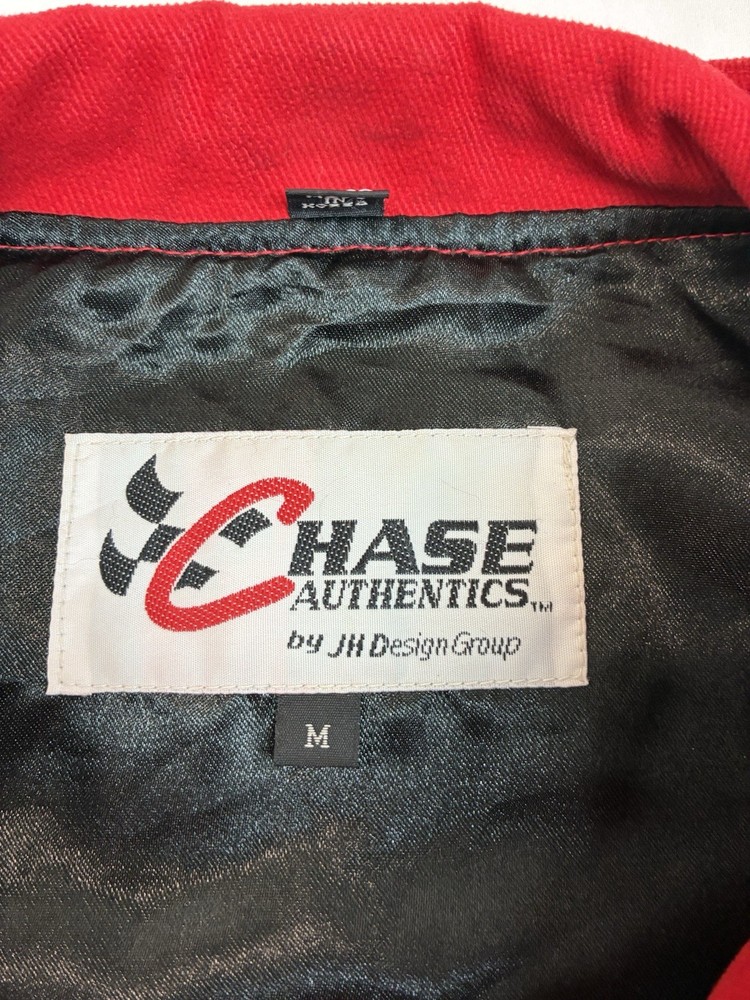 CHASE
AUTHENTICS™
by JH Design Group
M